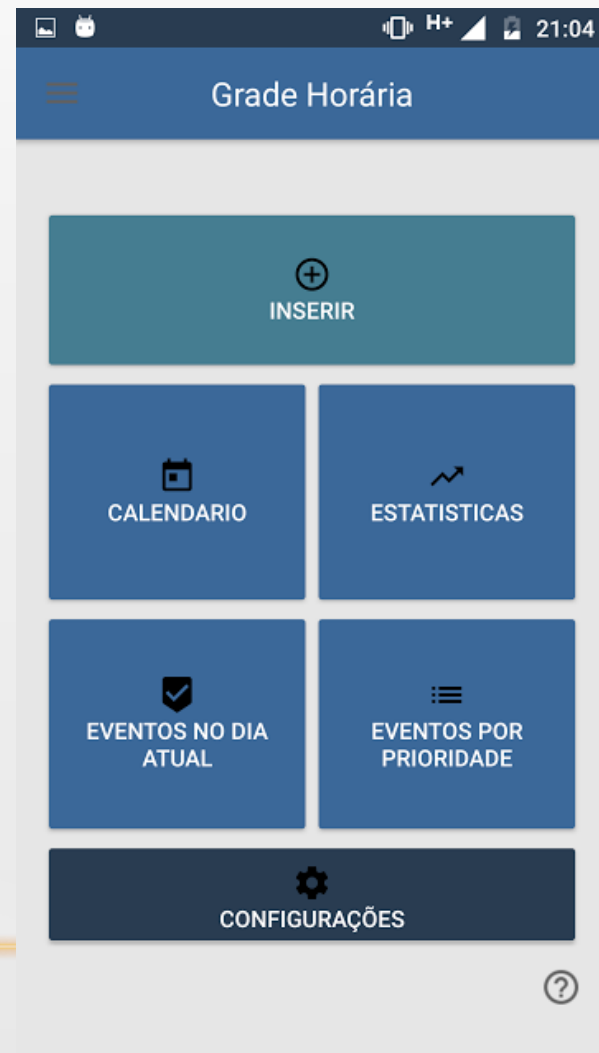 H+ 21:04
Grade Horária
INSERIR
CALENDARIO
ESTATISTICAS
EVENTOS NO DIA
ATUAL
EVENTOS POR
PRIORIDADE
CONFIGURAÇÕES
?